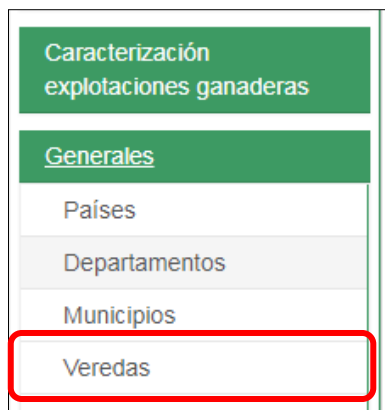 Caracterización
explotaciones ganaderas
Generales
Países
Departamentos
Municipios
Veredas